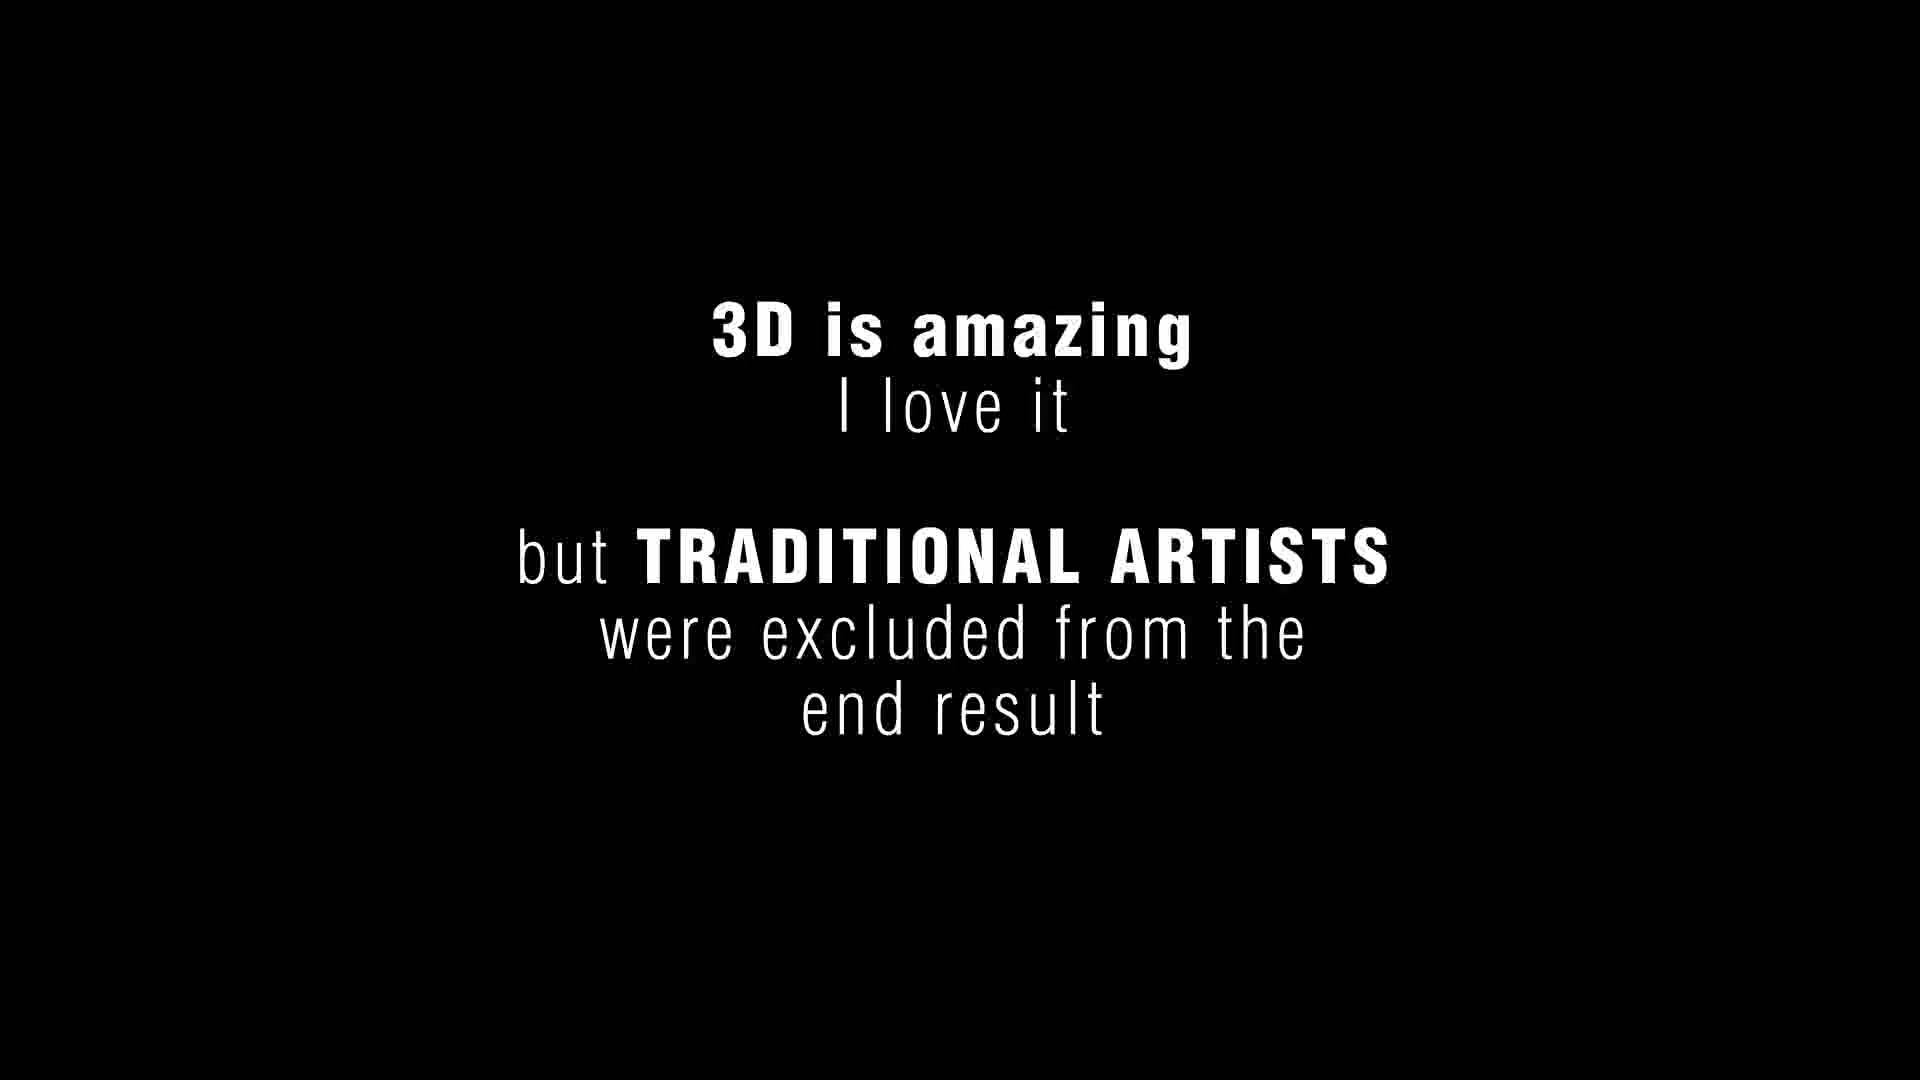 3D is amazing
I love it
but TRADITIONAL ARTISTS
were excluded from the
end result